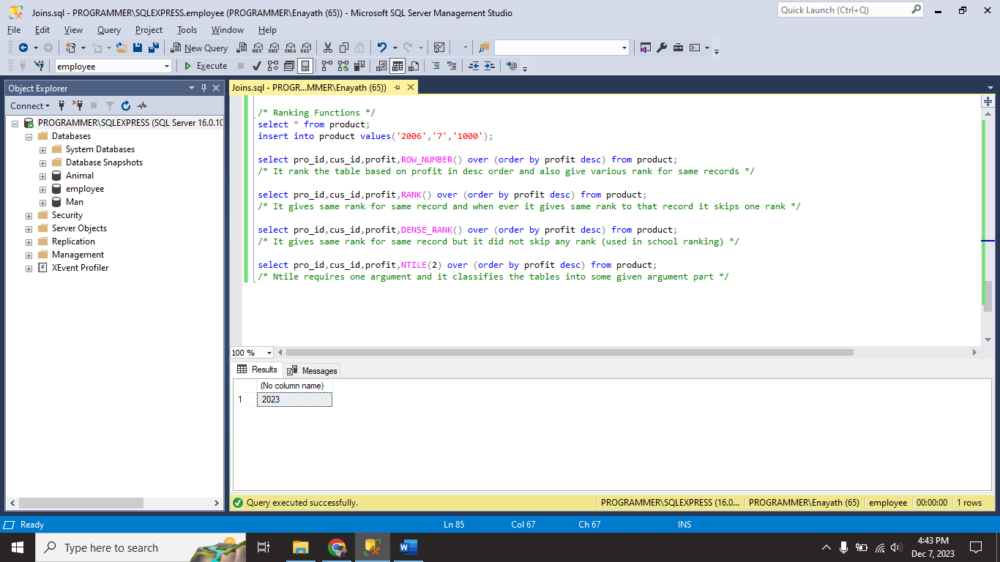 Joins.sql - PROGRAMMER\SQLEXPRESS.employee (PROGRAMMER\Enayath (65)) - Microsoft SQL Server Management Studio
Quick Launch (Ctrl+Q)
File Edit View Query Project Tools Window Help
New Query
MDX DMX XMLA DAX
employee
Execute
Object Explorer
Joins.sql - PROGR...MMER\Enayath (65))
Connect
PROGRAMMER\SQLEXPRESS (SQL Server 16.0.10
Databases
System Databases
Database Snapshots
Animal
employee
Man
Security
Server Objects
Replication
Management
XEvent Profiler
/* Ranking Functions */
select * from product;
insert into product values('2006','7','1000');
select pro_id,cus_id,profit,ROW_NUMBER() over (order by profit desc) from product;
/* It rank the table based on profit in desc order and also give various rank for same records */
select pro_id,cus_id,profit,RANK() over (order by profit desc) from product;
/* It gives same rank for same record and when ever it gives same rank to that record it skips one rank */
select pro_id,cus_id,profit,DENSE_RANK() over (order by profit desc) from product;
/* It gives same rank for same record but it did not skip any rank (used in school ranking) */
select pro_id,cus_id,profit,NTILE(2) over (order by profit desc) from product;
/* Ntile requires one argument and it classifies the tables into some given argument part */
100 %
Results Messages
(No column name)
1 2023
Query executed successfully.
PROGRAMMER\SQLEXPRESS (16.0... PROGRAMMER\Enayath (65) employee 00:00:00 1 rows
Ready Ln 85 Col 67 Ch 67 INS
Type here to search
4:43 PM
Dec 7, 2023